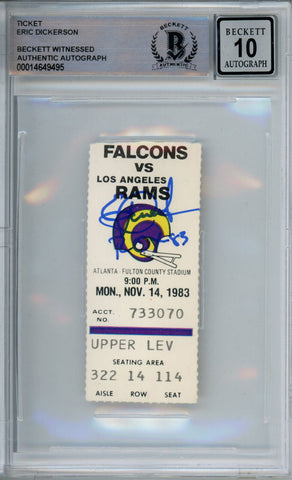 TICKET
ERIC DICKERSON
BECKETT WITNESSED
AUTHENTIC AUTOGRAPH
00014649495
BECKETT
10
AUTOGRAPH
FALCONS
VS
LOS ANGELES
RAMS
ATLANTA - FULTON COUNTY STADIUM
9:00 P.M.
MON., NOV. 14, 1983
ACCT. NO. 733070
UPPER LEV
SEATING AREA
322 14 114
AISLE ROW SEAT